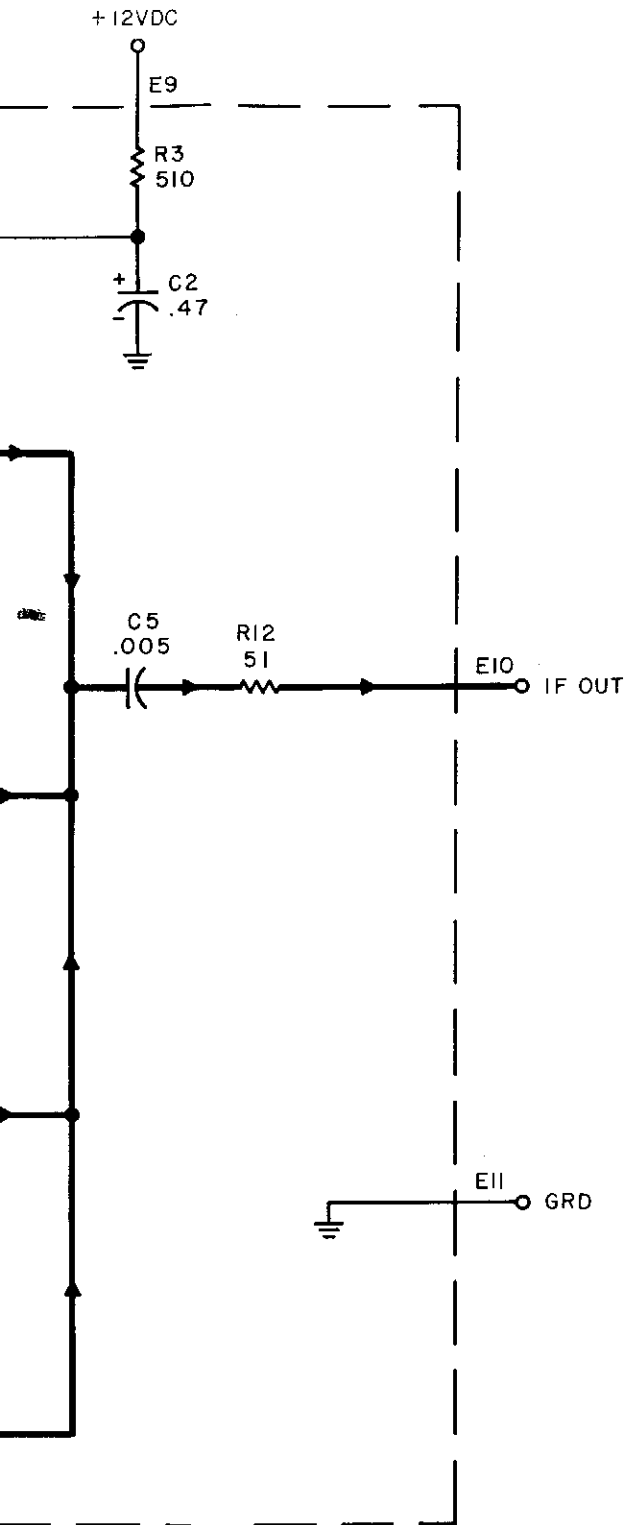 +12VDC
E9
R3
510
+
C2
.47
-
C5
.005
R12
51
E10
IF OUT
E11
GRD